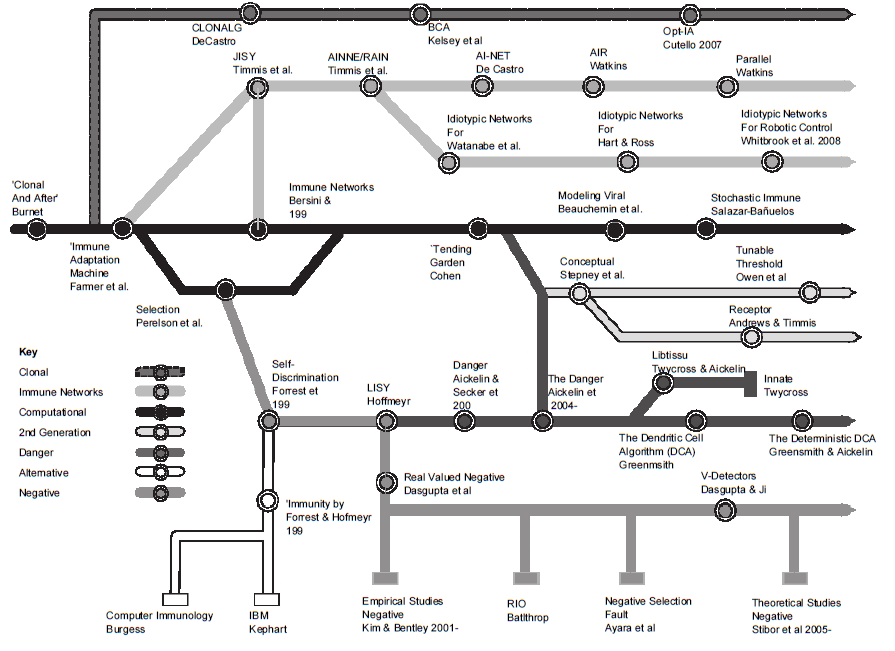 CLONALG
DeCastro
BCA
Kelsey et al
Opt-IA
Cutello 2007
JISY
Timmis et al.
AINNE/RAIN
Timmis et al.
AI-NET
De Castro
AIR
Watkins
Parallel
Watkins
Idiotypic Networks
For
Watanabe et al.
Idiotypic Networks
For
Hart & Ross
Idiotypic Networks
For Robotic Control
Whitbrook et al. 2008
'Clonal
And After'
Burnet
Immune Networks
Bersini &
199
Modeling Viral
Beauchemin et al.
Stochastic Immune
Salazar-Bañuelos
'Immune
Adaptation
Machine
Farmer et al.
'Tending
Garden
Cohen
Conceptual
Stepney et al.
Tunable
Threshold
Owen et al
Selection
Perelson et al.
Receptor
Andrews & Timmis
Key
Clonal
Immune Networks
Computational
2nd Generation
Danger
Alternative
Negative
Self-
Discrimination
Forrest et
199
LISY
Hoffmeyr
Danger
Aickelin &
Secker et
200
The Danger
Aickelin et
2004-
Libtissu
Twycross & Aickelin
Innate
Twycross
The Dendritic Cell
Algorithm (DCA)
Greenmsith
The Deterministic DCA
Greensmith & Aickelin
Real Valued Negative
Dasgupta et al
V-Detectors
Dasgupta & Ji
'Immunity by
Forrest & Hofmeyr
199
Computer Immunology
Burgess
IBM
Kephart
Empirical Studies
Negative
Kim & Bentley 2001-
RIO
Batlthrop
Negative Selection
Fault
Ayara et al
Theoretical Studies
Negative
Stibor et al 2005-